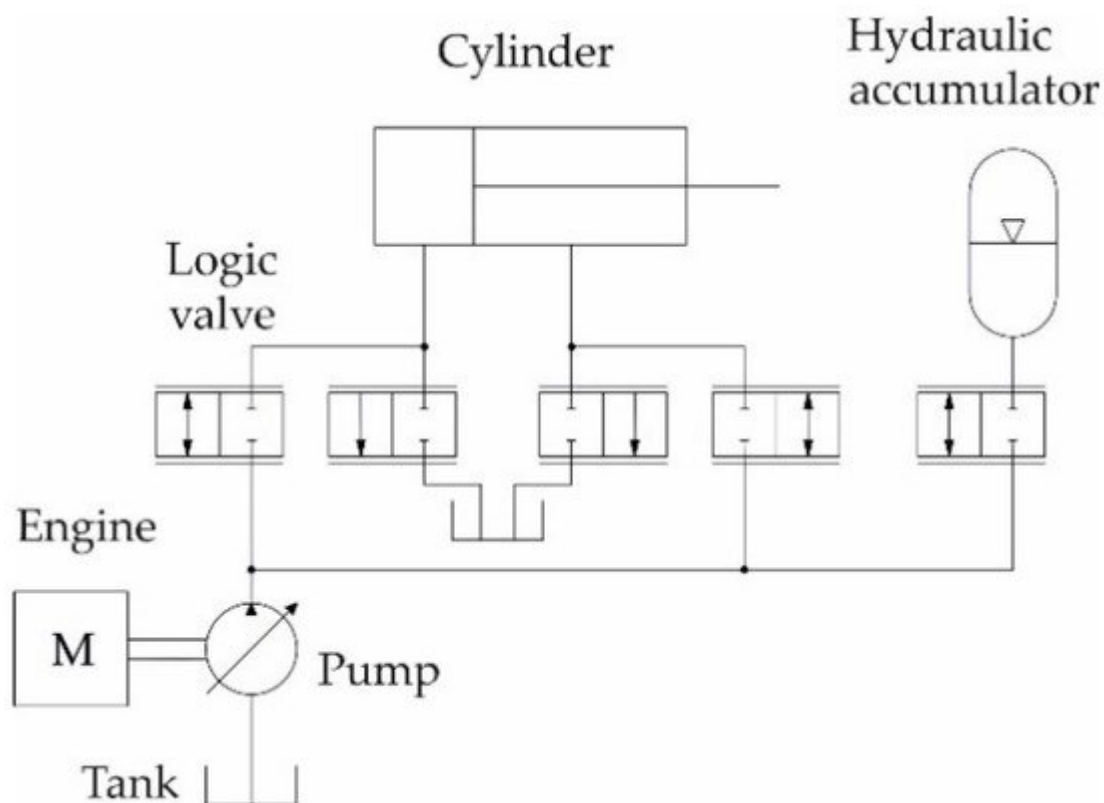 Cylinder
Hydraulic
accumulator
Logic
valve
Engine
M
Pump
Tank